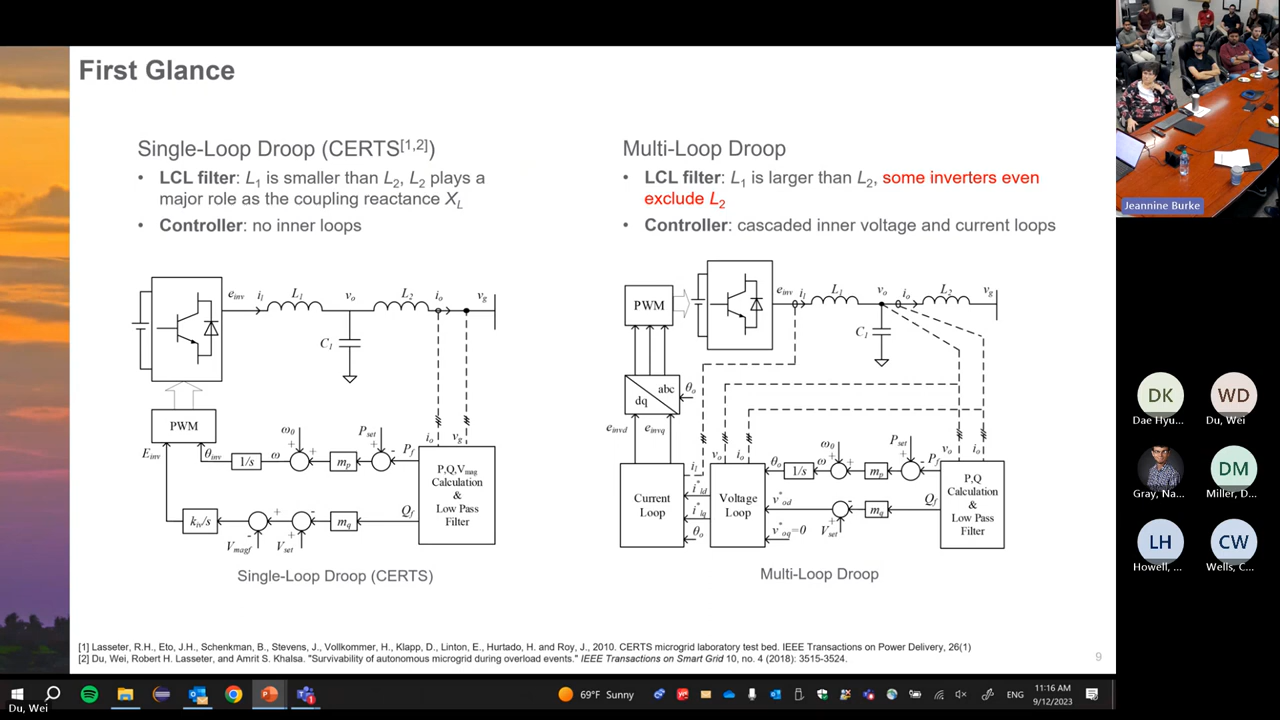 First Glance
Single-Loop Droop (CERTS[1,2])
• LCL filter: L1 is smaller than L2, L2 plays a
major role as the coupling reactance XL
• Controller: no inner loops
Multi-Loop Droop
• LCL filter: L1 is larger than L2, some inverters even
exclude L2
• Controller: cascaded inner voltage and current loops
einv il L1 vo L2 io vg
C1
PWM
Einv θinv 1/s ω ω0 + + mp Pset + - Pf
io vg
P,Q,Vmag
Calculation
&
Low Pass
Filter
kiv/s + - Vmagf + - Vset mq Qf
Single-Loop Droop (CERTS)
PWM
einv il L1 vo io L2 vg
C1
abc
dq
θo
einvd einvq
il vo io vo io
Current
Loop
i*ld
i*lq
θo
Voltage
Loop
θo 1/s ω ω0 + + mp Pset + - Pf
v*od - + Vset mq Qf
v*oq=0
P,Q
Calculation
&
Low Pass
Filter
Multi-Loop Droop
[1] Lasseter, R.H., Eto, J.H., Schenkman, B., Stevens, J., Vollkommer, H., Klapp, D., Linton, E., Hurtado, H. and Roy, J., 2010. CERTS microgrid laboratory test bed. IEEE Transactions on Power Delivery, 26(1)
[2] Du, Wei, Robert H. Lasseter, and Amrit S. Khalsa. "Survivability of autonomous microgrid during overload events." IEEE Transactions on Smart Grid 10, no. 4 (2018): 3515-3524.
9
Jeannine Burke
DK
Dae Hyu...
WD
Du, Wei
Gray, Na...
DM
Miller, D...
LH
Howell, ...
CW
Wells, C...
69°F Sunny
ENG
11:16 AM
9/12/2023
Du, Wei